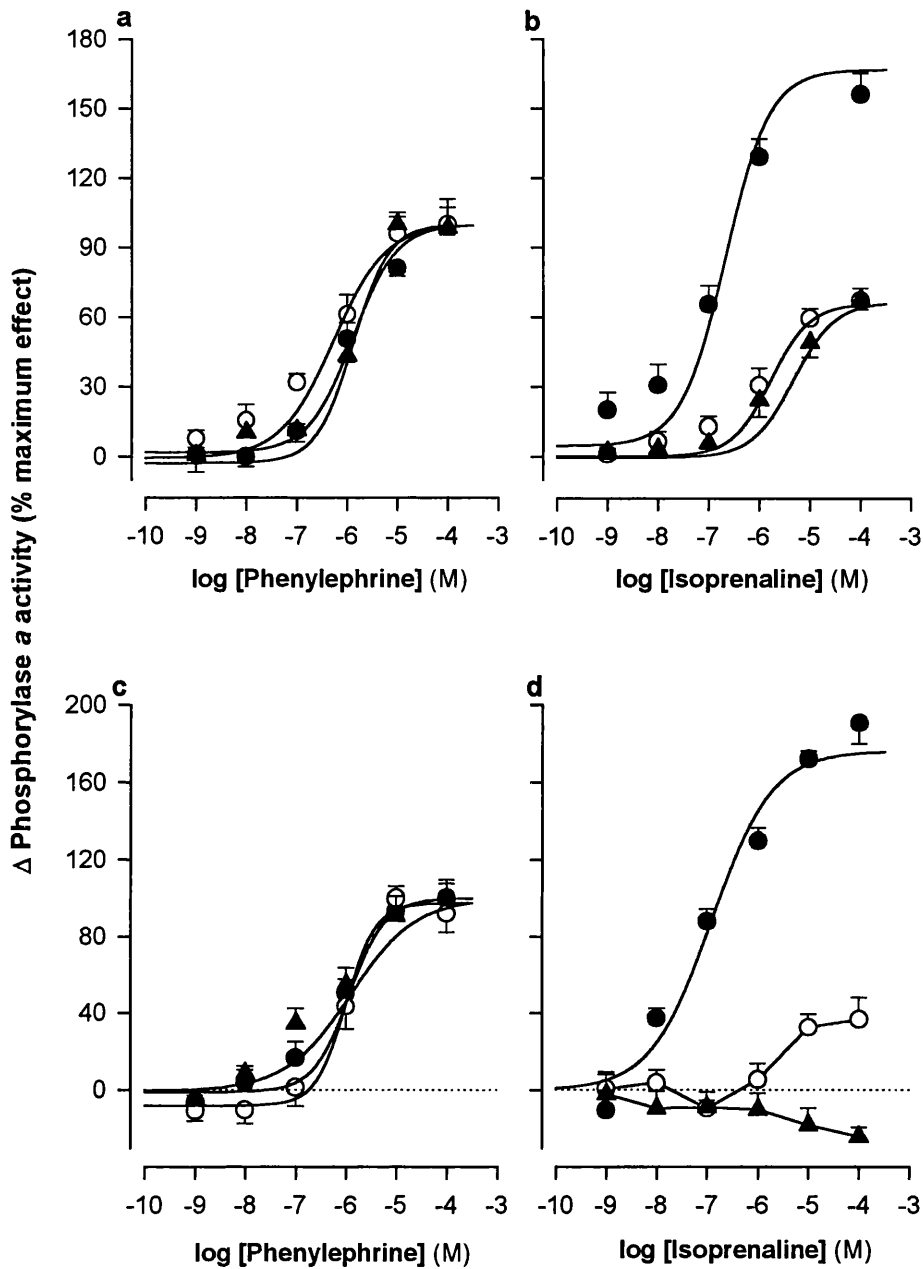 Δ Phosphorylase a activity (% maximum effect)
a
180
150
120
90
60
30
0
-10 -9 -8 -7 -6 -5 -4 -3
log [Phenylephrine] (M)
b
-10 -9 -8 -7 -6 -5 -4 -3
log [Isoprenaline] (M)
c
200
160
120
80
40
0
-10 -9 -8 -7 -6 -5 -4 -3
log [Phenylephrine] (M)
d
-10 -9 -8 -7 -6 -5 -4 -3
log [Isoprenaline] (M)